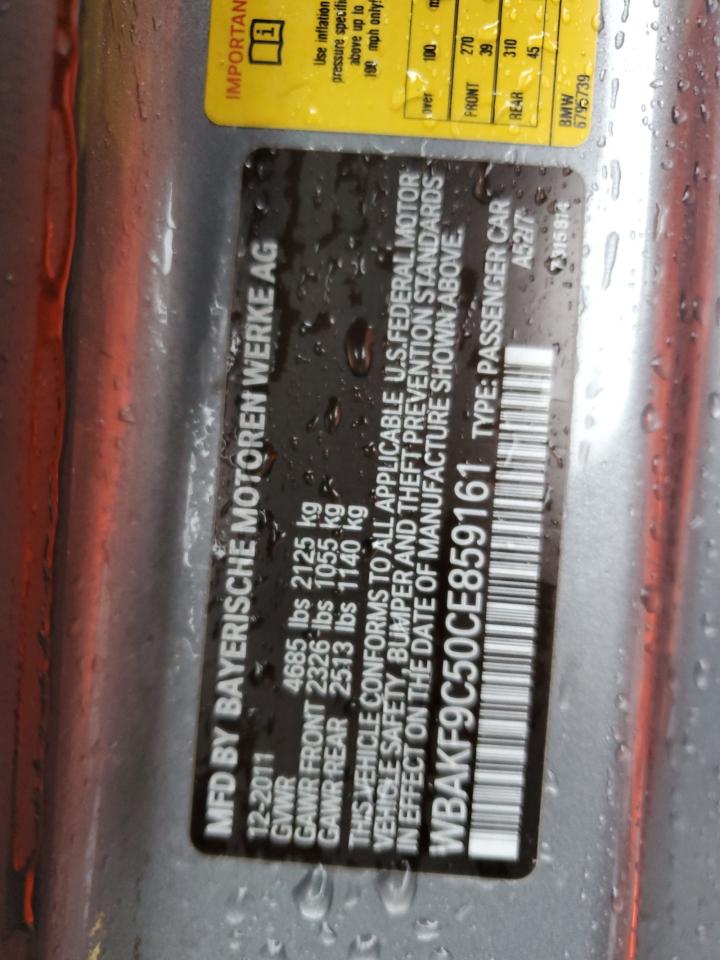 IMPORTAN
Use inflation
pressure specifi
above up to
mph only!
over 100
FRONT 270
39
REAR 310
45
BMW
6795739
MFD BY BAYERISCHE MOTOREN WERKE AG
12-2011
GVWR 4685 lbs 2125 kg
GAWR FRONT 2326 lbs 1055 kg
GAWR REAR 2513 lbs 1140 kg
THIS VEHICLE CONFORMS TO ALL APPLICABLE U.S.FEDERAL MOTOR
VEHICLE SAFETY, BUMPER AND THEFT PREVENTION STANDARDS
IN EFFECT ON THE DATE OF MANUFACTURE SHOWN ABOVE.
WBAKF9C50CE859161 TYPE: PASSENGER CAR
A52/7